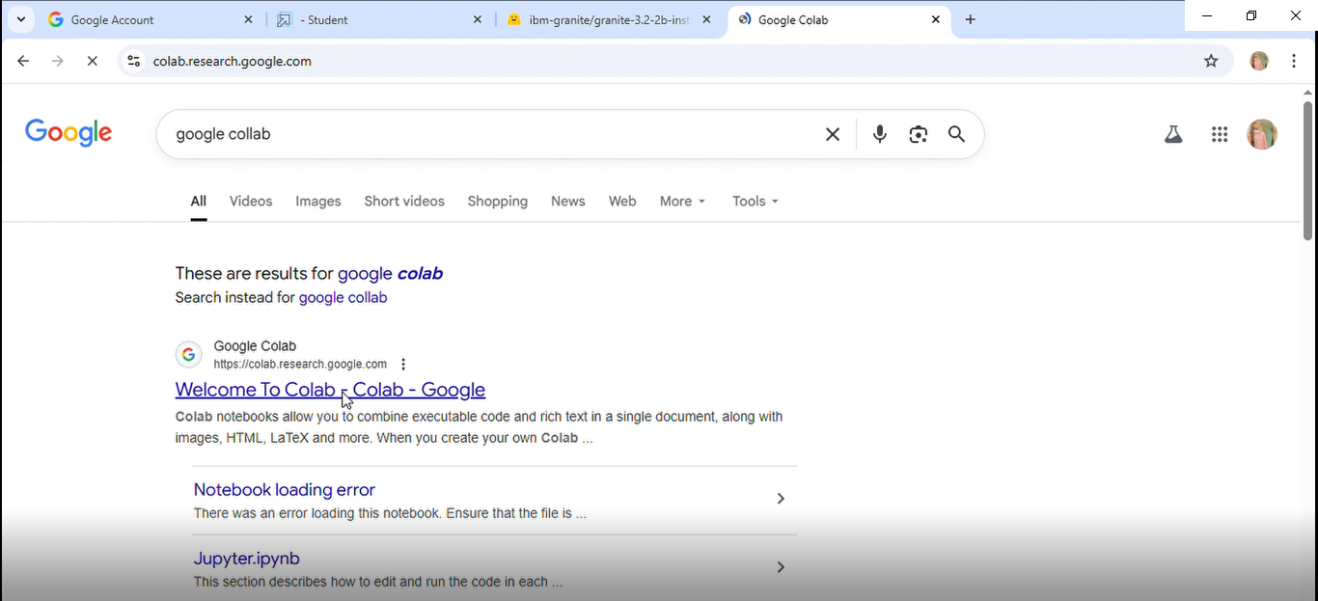 Google Account
- Student
ibm-granite/granite-3.2-2b-inst
Google Colab
colab.research.google.com
Google
google collab
All Videos Images Short videos Shopping News Web More Tools
These are results for google colab
Search instead for google collab
Google Colab
https://colab.research.google.com
Welcome To Colab - Colab - Google
Colab notebooks allow you to combine executable code and rich text in a single document, along with
images, HTML, LaTeX and more. When you create your own Colab ...
Notebook loading error
There was an error loading this notebook. Ensure that the file is ...
Jupyter.ipynb
This section describes how to edit and run the code in each ...